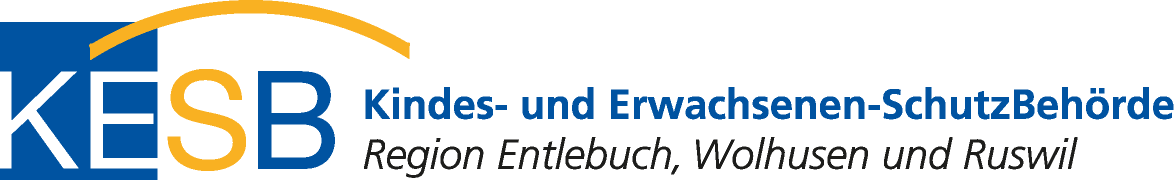 KESB
Kindes- und Erwachsenen-SchutzBehörde
Region Entlebuch, Wolhusen und Ruswil